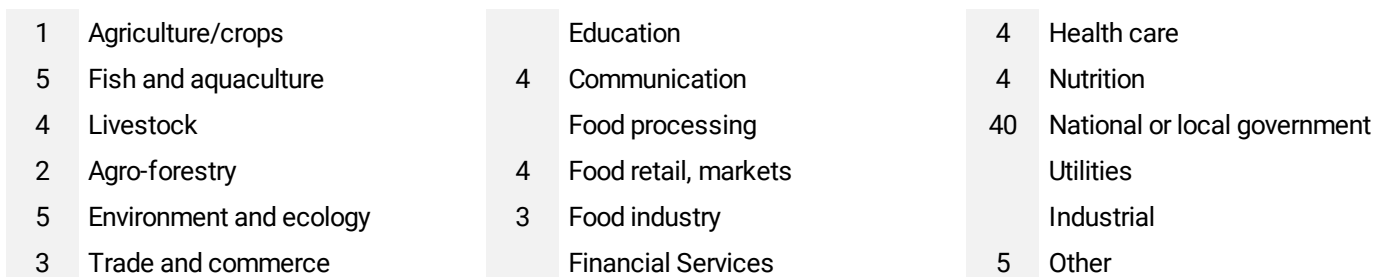 1 Agriculture/crops
5 Fish and aquaculture
4 Livestock
2 Agro-forestry
5 Environment and ecology
3 Trade and commerce
Education
4 Communication
Food processing
4 Food retail, markets
3 Food industry
Financial Services
4 Health care
4 Nutrition
40 National or local government
Utilities
Industrial
5 Other